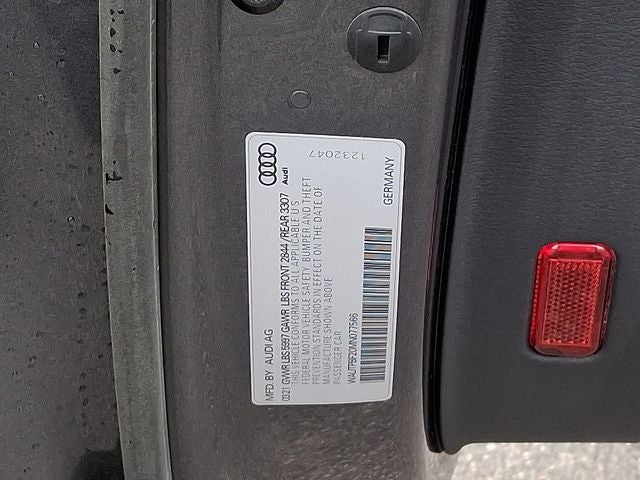 MFD. BY AUDI AG
Audi
03/21 GVWR LBS 5997 GAWR LBS FRONT 2844 / REAR 3307
THIS VEHICLE CONFORMS TO ALL APPLICABLE U.S.
FEDERAL MOTOR VEHICLE SAFETY, BUMPER AND THEFT
PREVENTION STANDARDS IN EFFECT ON THE DATE OF
MANUFACTURE SHOWN ABOVE
PASSENGER CAR
1232047
GERMANY